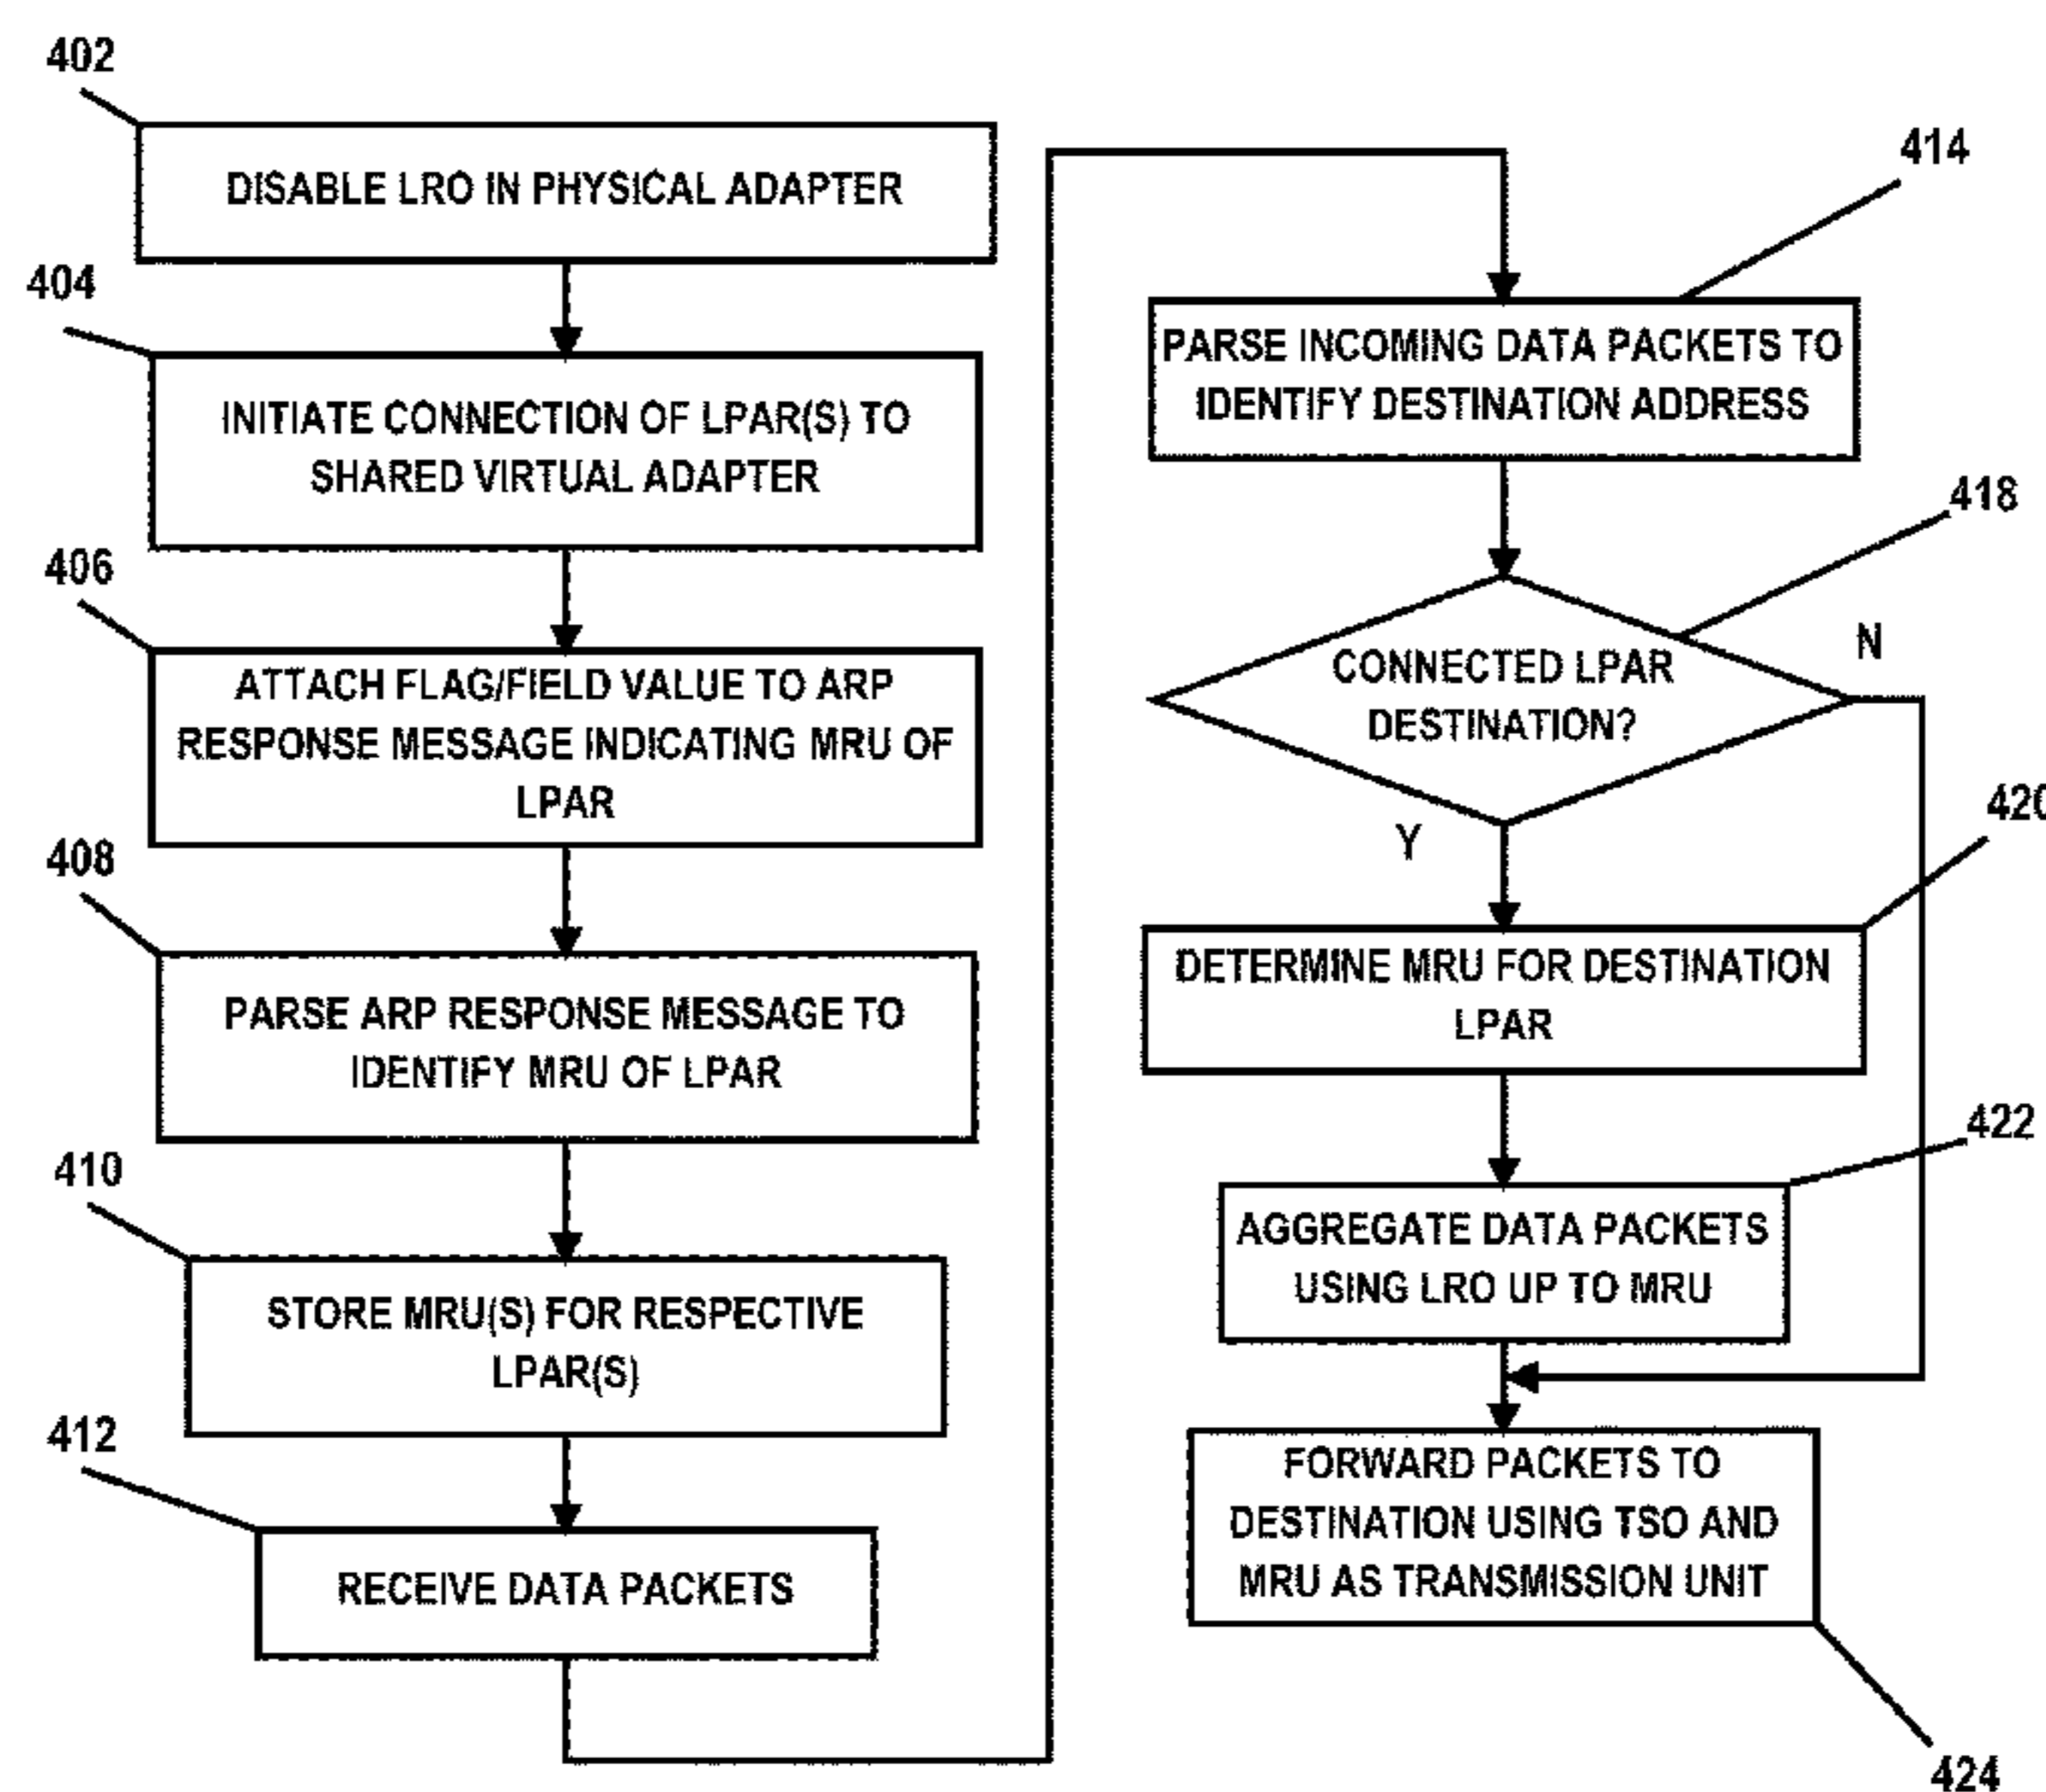 402
DISABLE LRO IN PHYSICAL ADAPTER
404
INITIATE CONNECTION OF LPAR(S) TO
SHARED VIRTUAL ADAPTER
406
ATTACH FLAG/FIELD VALUE TO ARP
RESPONSE MESSAGE INDICATING MRU OF
LPAR
408
PARSE ARP RESPONSE MESSAGE TO
IDENTIFY MRU OF LPAR
410
STORE MRU(S) FOR RESPECTIVE
LPAR(S)
412
RECEIVE DATA PACKETS
414
PARSE INCOMING DATA PACKETS TO
IDENTIFY DESTINATION ADDRESS
418
CONNECTED LPAR
DESTINATION?
N
Y
420
DETERMINE MRU FOR DESTINATION
LPAR
422
AGGREGATE DATA PACKETS
USING LRO UP TO MRU
FORWARD PACKETS TO
DESTINATION USING TSO AND
MRU AS TRANSMISSION UNIT
424